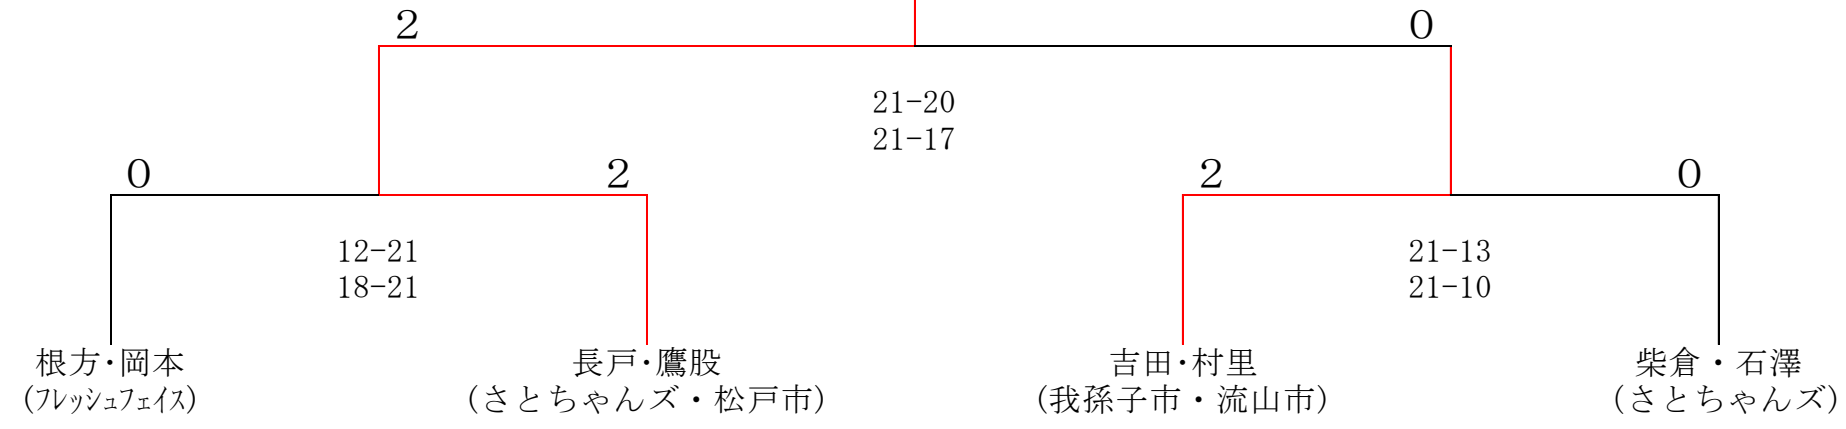 ２ ０
21-20
21-17
０ ２ ２ ０
12-21 21-13
18-21 21-10
根方･岡本 長戸･鷹股 吉田･村里 柴倉・石澤
(ﾌﾚｯｼｭﾌｪｲｽ) (さとちゃんズ・松戸市) (我孫子市・流山市) (さとちゃんズ)